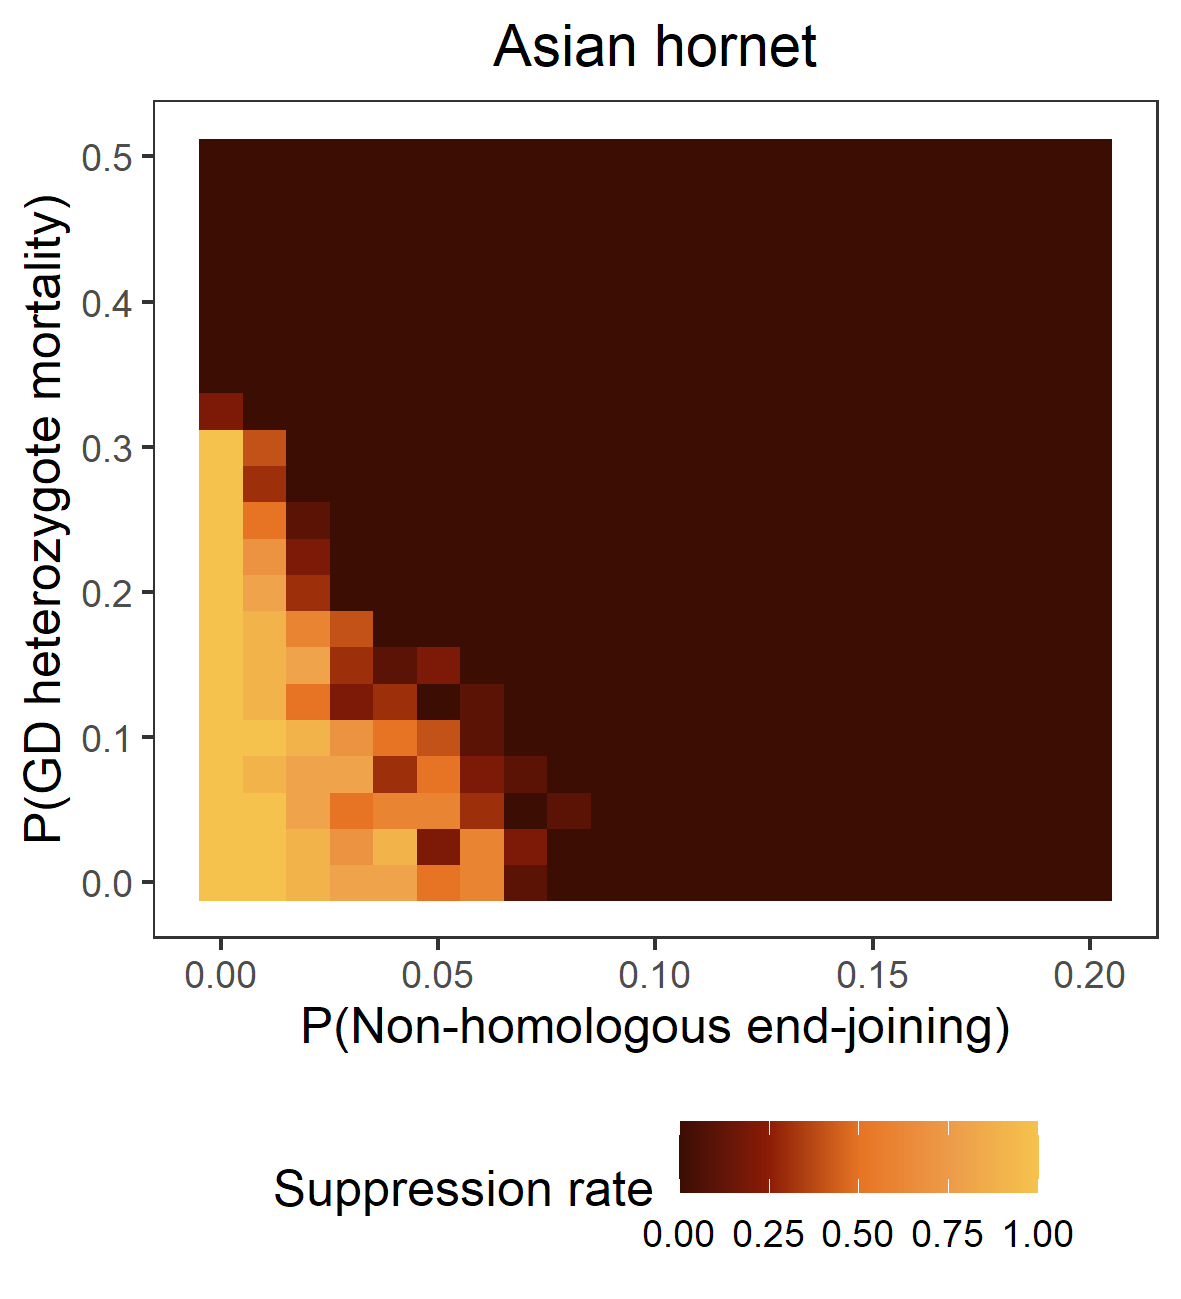 Asian hornet
P(GD heterozygote mortality)
0.5
0.4
0.3
0.2
0.1
0.0
0.00 0.05 0.10 0.15 0.20
P(Non-homologous end-joining)
Suppression rate
0.00 0.25 0.50 0.75 1.00